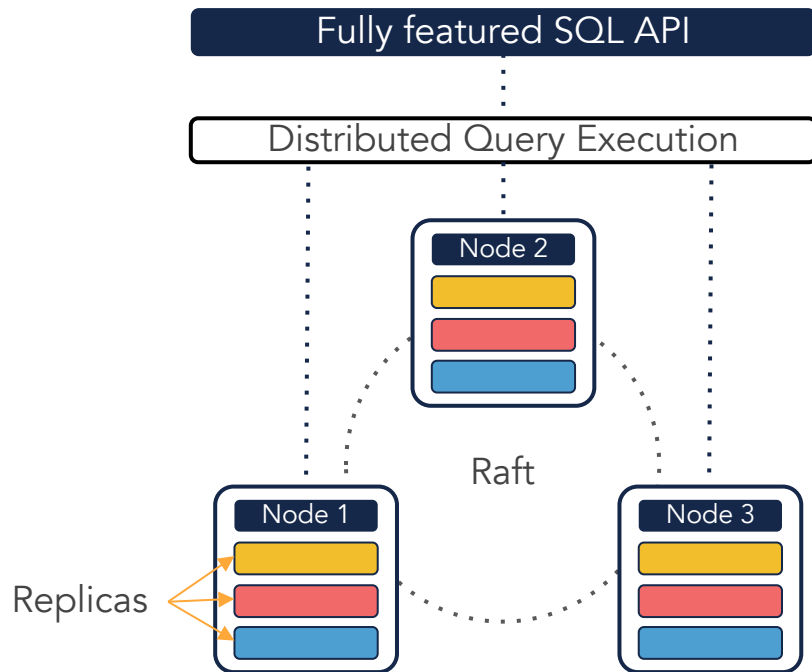 Fully featured SQL API
Distributed Query Execution
Node 2
Raft
Node 1
Node 3
Replicas